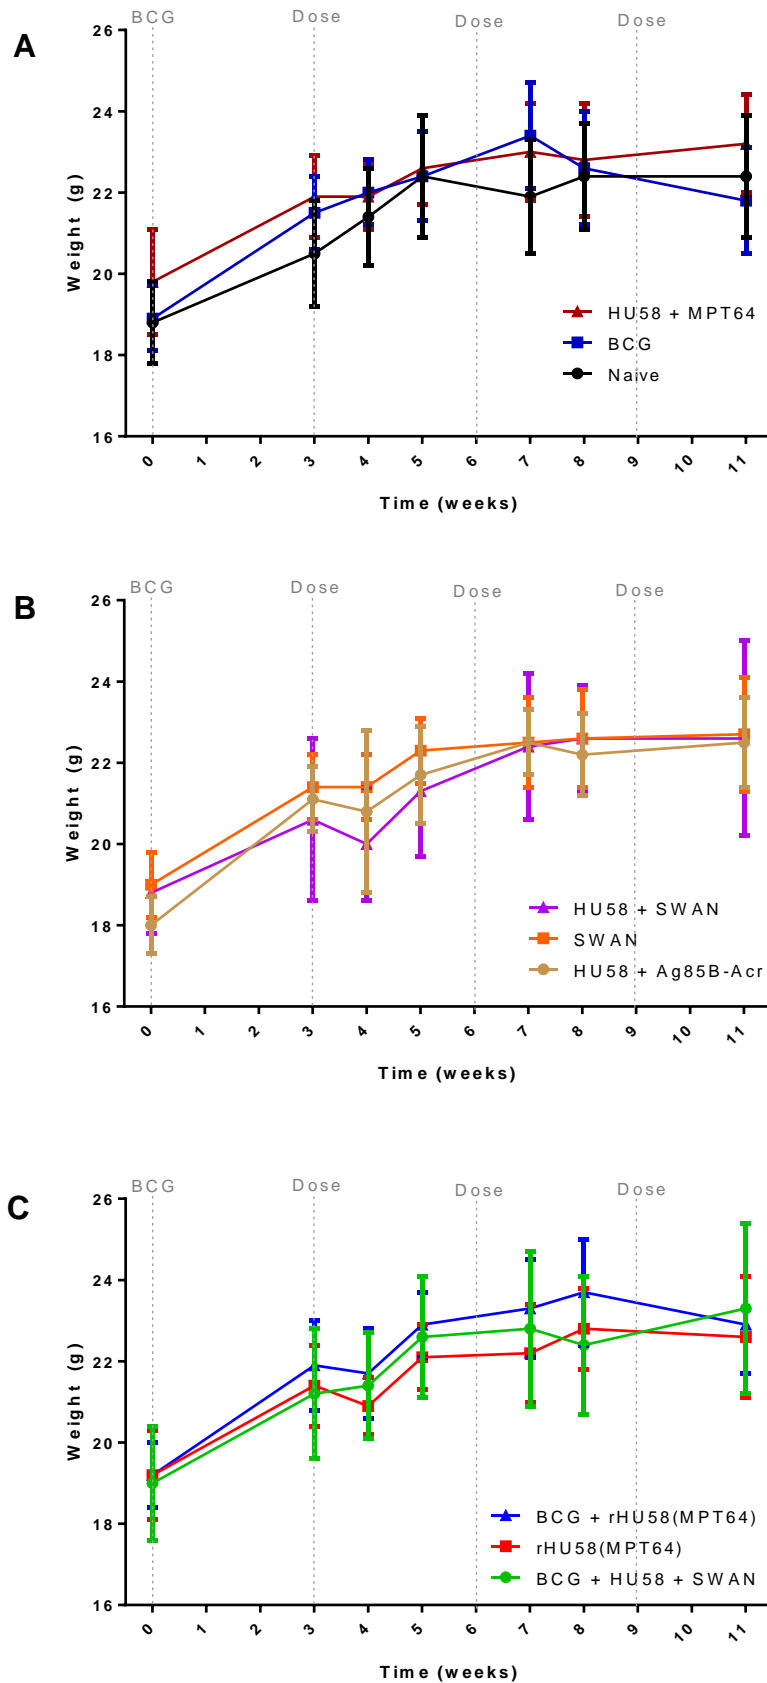 A
BCG Dose Dose Dose
26
24
22
20
18
16
Weight (g)
HU58 + MPT64
BCG
Naive
0 1 2 3 4 5 6 7 8 9 10 11
Time (weeks)
B
BCG Dose Dose Dose
26
24
22
20
18
16
Weight (g)
HU58 + SWAN
SWAN
HU58 + Ag85B-Acr
0 1 2 3 4 5 6 7 8 9 10 11
Time (weeks)
C
BCG Dose Dose Dose
26
24
22
20
18
16
Weight (g)
BCG + rHU58(MPT64)
rHU58(MPT64)
BCG + HU58 + SWAN
0 1 2 3 4 5 6 7 8 9 10 11
Time (weeks)